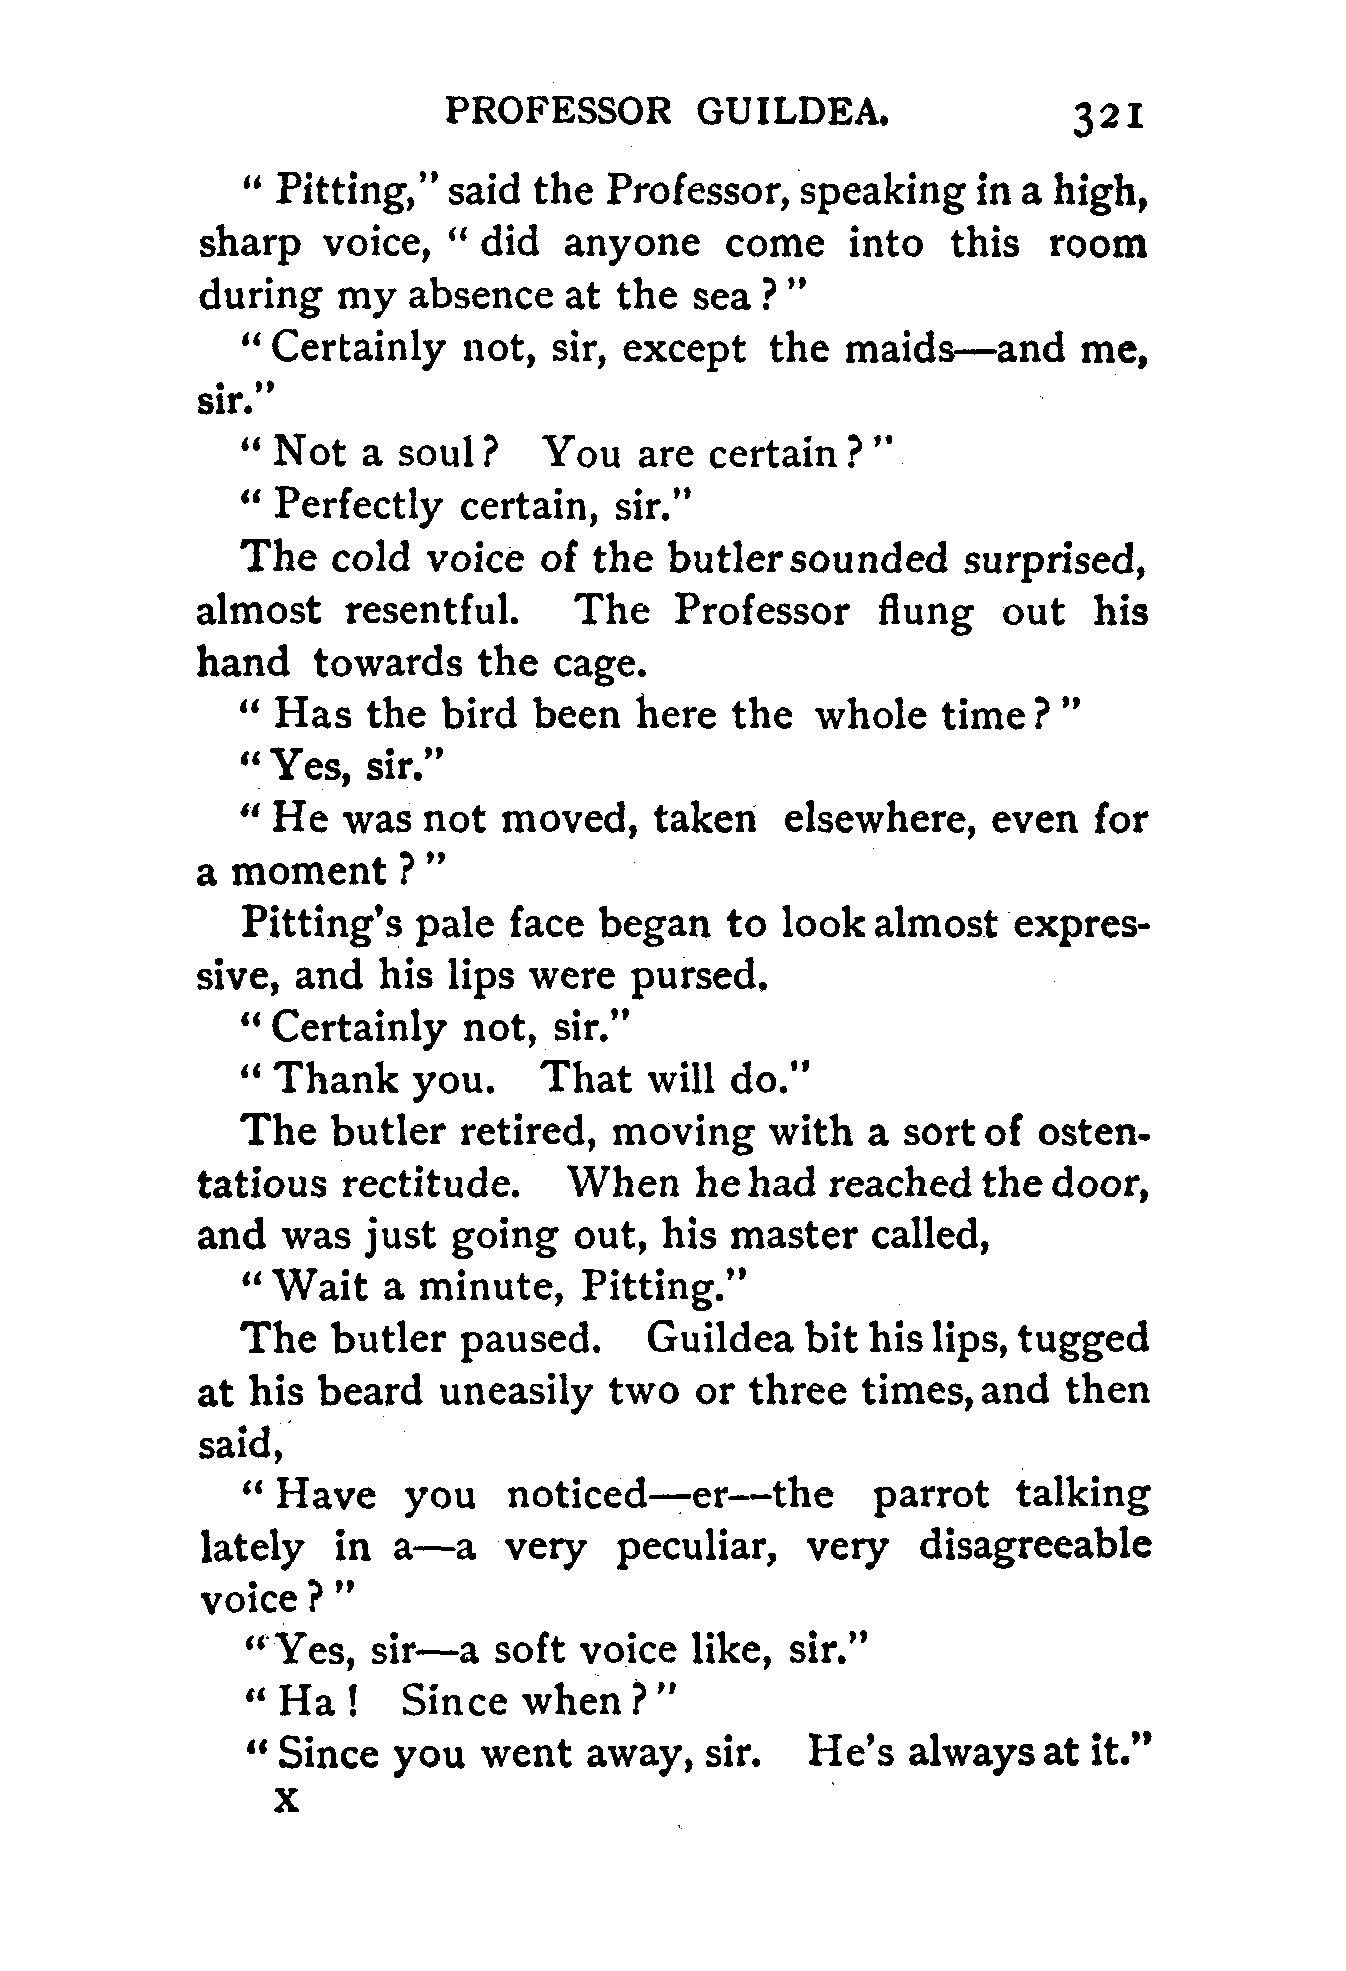 PROFESSOR GUILDEA. 321
" Pitting," said the Professor, speaking in a high,
sharp voice, " did anyone come into this room
during my absence at the sea ? "
" Certainly not, sir, except the maids—and me,
sir."
" Not a soul ? You are certain ? "
" Perfectly certain, sir."
The cold voice of the butler sounded surprised,
almost resentful. The Professor flung out his
hand towards the cage.
" Has the bird been here the whole time ? "
" Yes, sir."
" He was not moved, taken elsewhere, even for
a moment ? "
Pitting's pale face began to look almost expres-
sive, and his lips were pursed.
" Certainly not, sir."
" Thank you. That will do."
The butler retired, moving with a sort of osten-
tatious rectitude. When he had reached the door,
and was just going out, his master called,
" Wait a minute, Pitting."
The butler paused. Guildea bit his lips, tugged
at his beard uneasily two or three times, and then
said,
" Have you noticed—er—the parrot talking
lately in a—a very peculiar, very disagreeable
voice ? "
" Yes, sir—a soft voice like, sir."
" Ha ! Since when ? "
" Since you went away, sir. He's always at it."
X